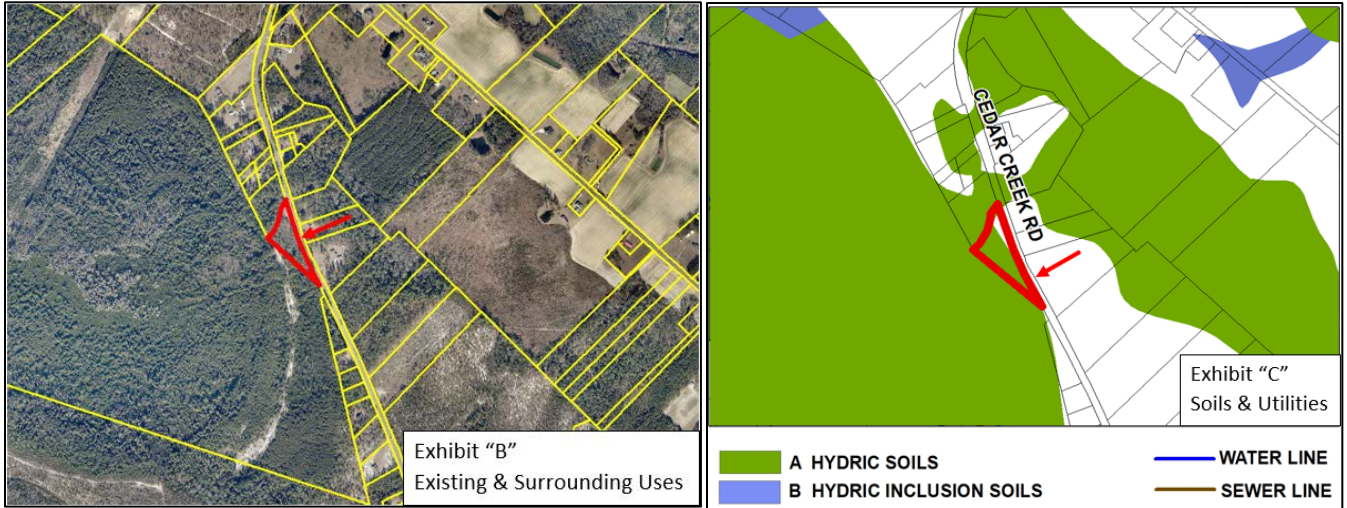 Exhibit “B”
Existing & Surrounding Uses
CEDAR CREEK RD
Exhibit “C”
Soils & Utilities
A HYDRIC SOILS
B HYDRIC INCLUSION SOILS
WATER LINE
SEWER LINE